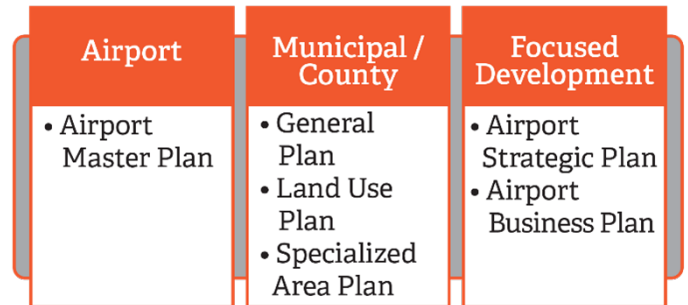 Airport
• Airport
Master Plan
Municipal /
County
• General
Plan
• Land Use
Plan
• Specialized
Area Plan
Focused
Development
• Airport
Strategic Plan
• Airport
Business Plan